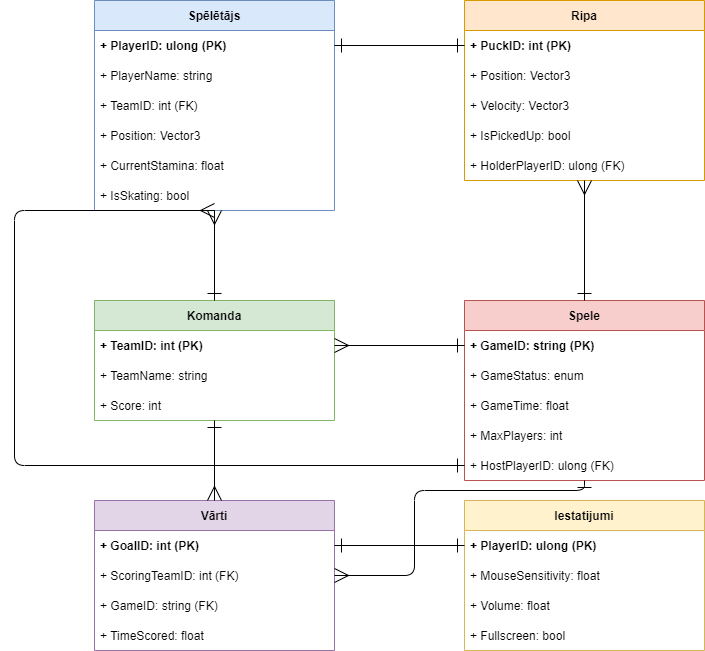 Spēlētājs
+ PlayerID: ulong (PK)
+ PlayerName: string
+ TeamID: int (FK)
+ Position: Vector3
+ CurrentStamina: float
+ IsSkating: bool
Ripa
+ PuckID: int (PK)
+ Position: Vector3
+ Velocity: Vector3
+ IsPickedUp: bool
+ HolderPlayerID: ulong (FK)
Komanda
+ TeamID: int (PK)
+ TeamName: string
+ Score: int
Spele
+ GameID: string (PK)
+ GameStatus: enum
+ GameTime: float
+ MaxPlayers: int
+ HostPlayerID: ulong (FK)
Vārti
+ GoalID: int (PK)
+ ScoringTeamID: int (FK)
+ GameID: string (FK)
+ TimeScored: float
Iestatijumi
+ PlayerID: ulong (PK)
+ MouseSensitivity: float
+ Volume: float
+ Fullscreen: bool